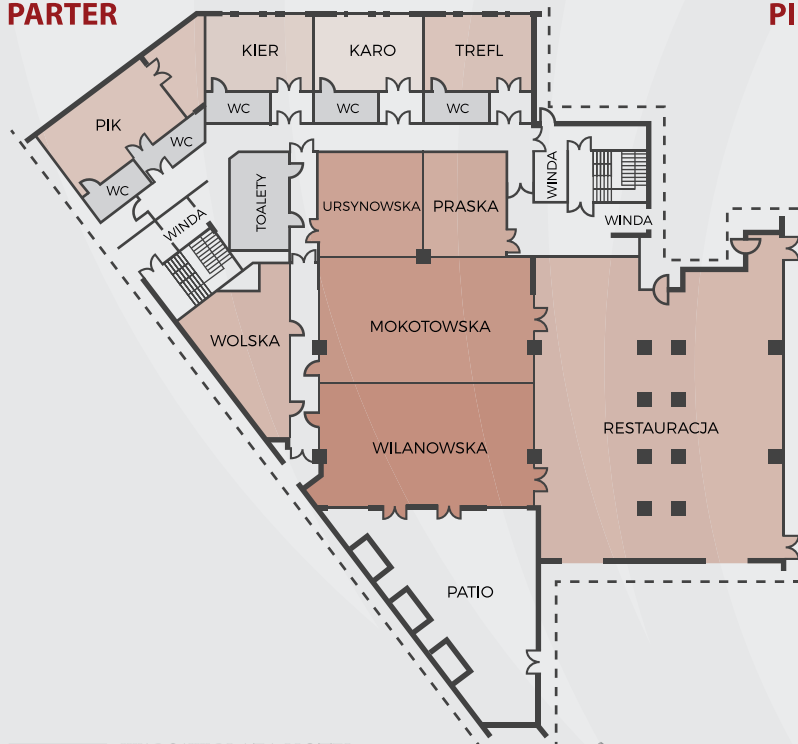 PARTER
PI
KIER
KARO
TREFL
WC
WC
WC
PIK
WC
WC
WINDA
TOALETY
URSYNOWSKA
PRASKA
WINDA
WINDA
WOLSKA
MOKOTOWSKA
WILANOWSKA
RESTAURACJA
PATIO